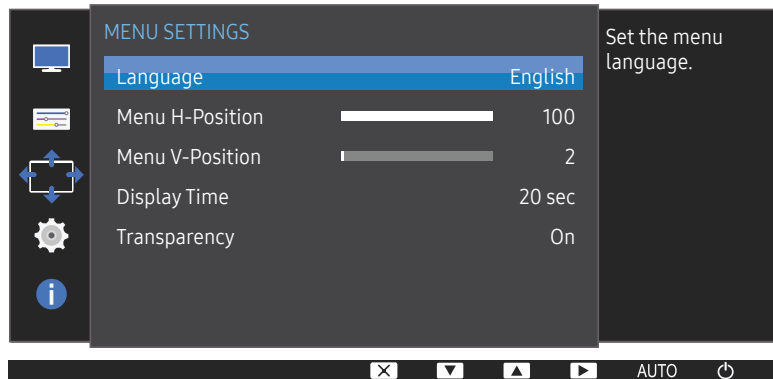 MENU SETTINGS
Language English
Menu H-Position 100
Menu V-Position 2
Display Time 20 sec
Transparency On
Set the menu
language.
AUTO